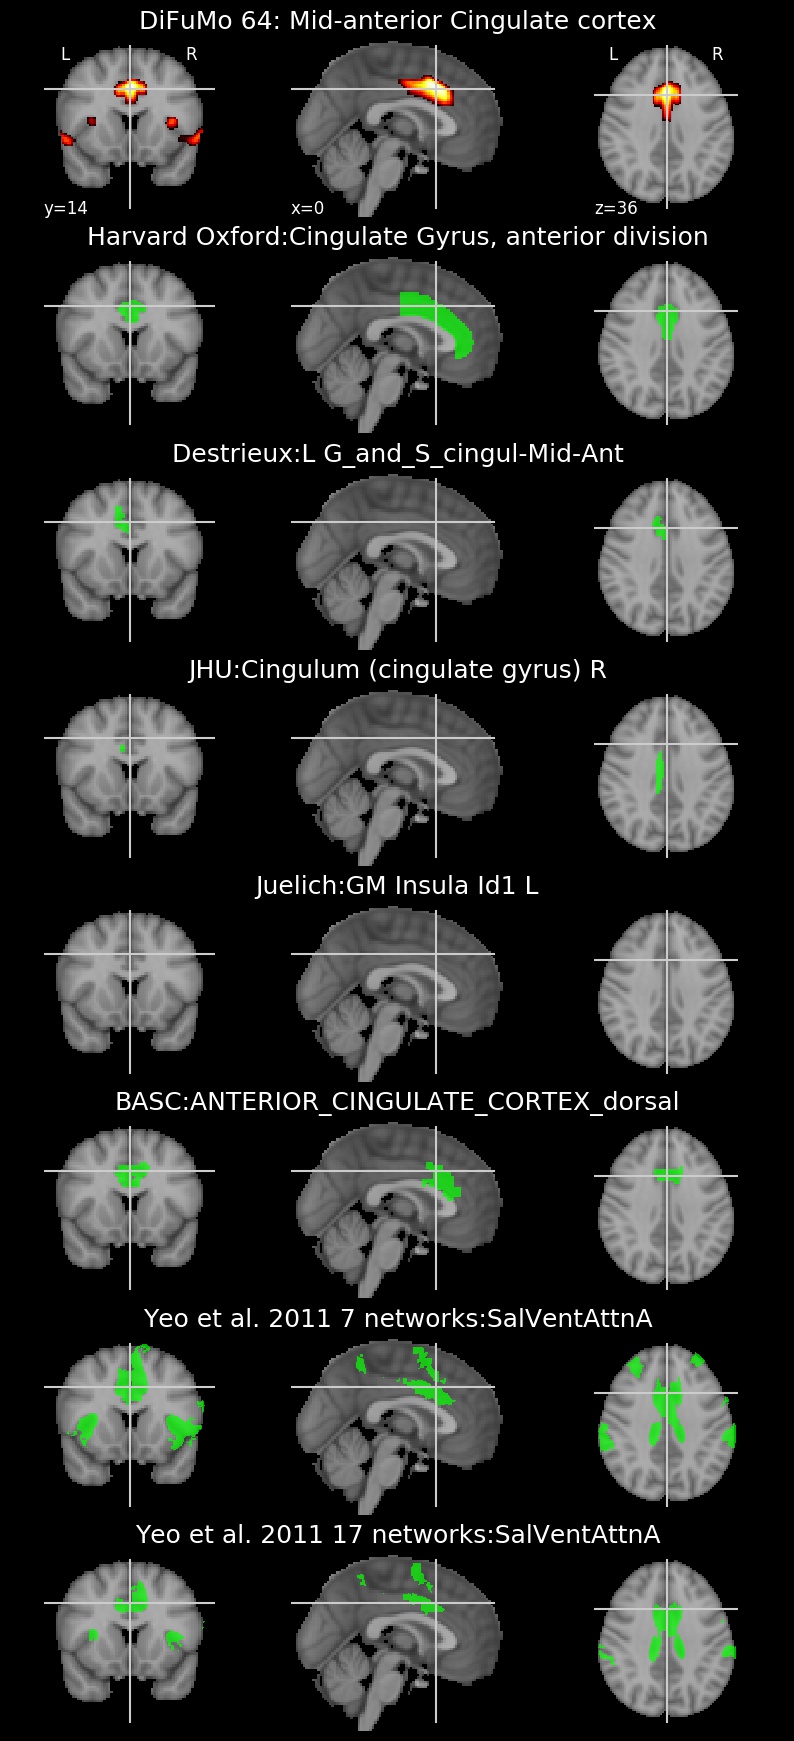 DiFuMo 64: Mid-anterior Cingulate cortex
L R L R
y=14 x=0 z=36
Harvard Oxford:Cingulate Gyrus, anterior division
Destrieux:L G_and_S_cingul-Mid-Ant
JHU:Cingulum (cingulate gyrus) R
Juelich:GM Insula Id1 L
BASC:ANTERIOR_CINGULATE_CORTEX_dorsal
Yeo et al. 2011 7 networks:SalVentAttnA
Yeo et al. 2011 17 networks:SalVentAttnA